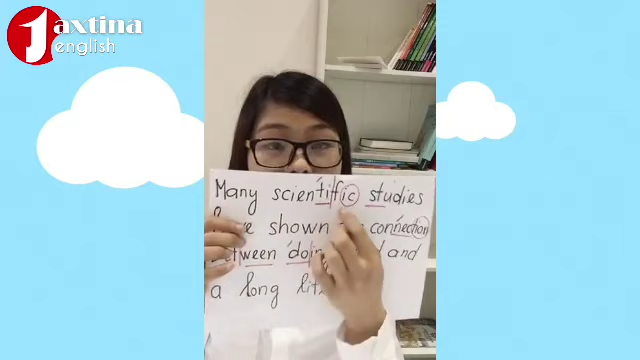 Jaxtina
english
Many scientific studies
shown connection
and
a long